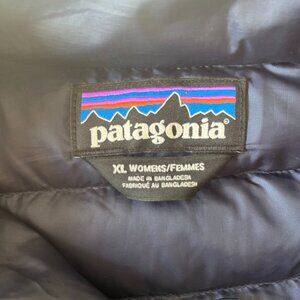 patagonia
XL WOMENS/FEMMES
MADE IN BANGLADESH
FABRIQUÉ AU BANGLADESH